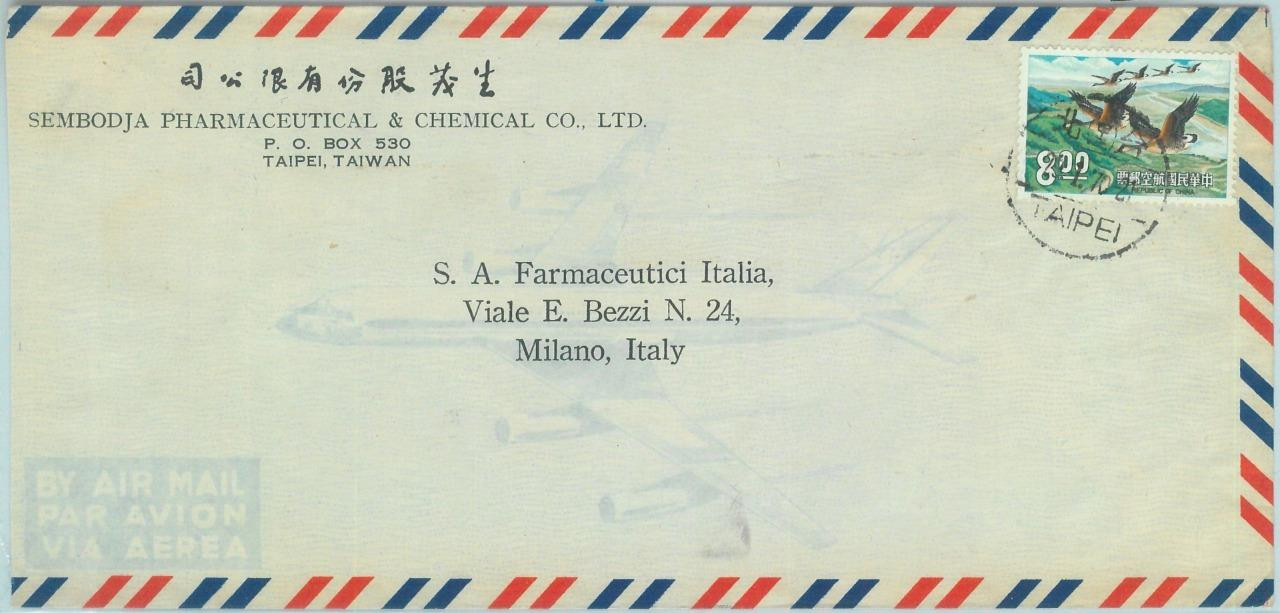 生茂股份有限公司
SEMBODJA PHARMACEUTICAL & CHEMICAL CO., LTD.
P. O. BOX 530
TAIPEI, TAIWAN
8.00
中華民國航空郵票
REPUBLIC OF CHINA
TAIPEI
S. A. Farmaceutici Italia,
Viale E. Bezzi N. 24,
Milano, Italy
BY AIR MAIL
PAR AVION
VIA AEREA